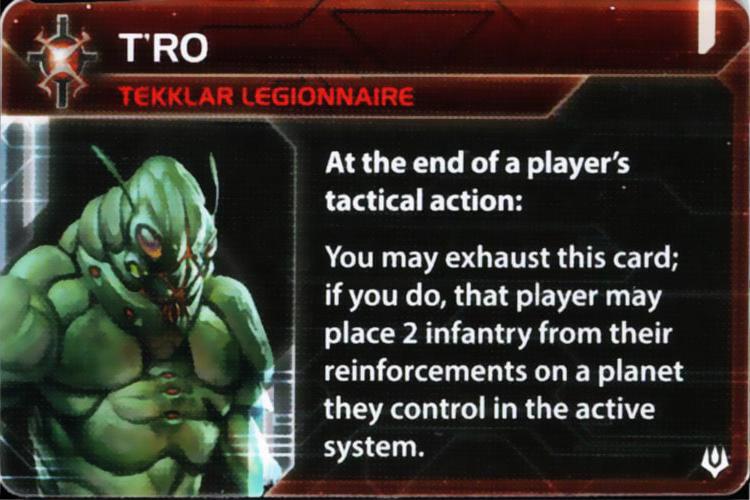 T'RO
TEKKLAR LEGIONNAIRE
At the end of a player's
tactical action:
You may exhaust this card;
if you do, that player may
place 2 infantry from their
reinforcements on a planet
they control in the active
system.